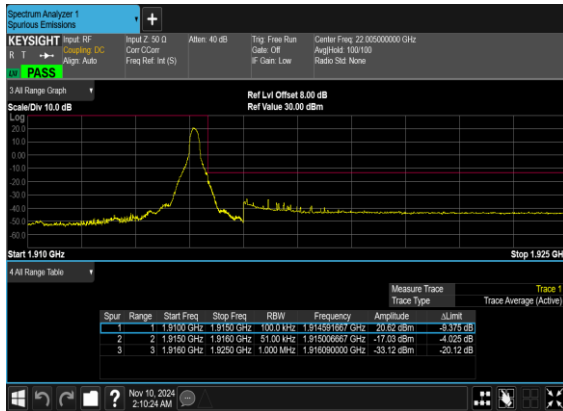 Spectrum Analyzer 1
Spurious Emissions
KEYSIGHT Input: RF Input Z: 50 Ω Atten: 40 dB Trig: Free Run Center Freq: 22.005000000 GHz
R T Coupling: DC Corr CCorr Gate: Off Avg|Hold: 100/100
Align: Auto Freq Ref: Int (S) IF Gain: Low Radio Std: None
LXI PASS
3 All Range Graph
Ref Lvl Offset 8.00 dB
Scale/Div 10.0 dB Ref Value 30.00 dBm
Log
20.0
10.0
0.00
-10.0
-20.0
-30.0
-40.0
-50.0
-60.0
Start 1.910 GHz Stop 1.925 GH
4 All Range Table
Measure Trace Trace 1
Trace Type Trace Average (Active)
Spur Range Start Freq Stop Freq RBW Frequency Amplitude ΔLimit
1 1 1.9100 GHz 1.9150 GHz 100.0 kHz 1.914591667 GHz 20.62 dBm -9.375 dB
2 2 1.9150 GHz 1.9160 GHz 51.00 kHz 1.915006667 GHz -17.03 dBm -4.025 dB
3 3 1.9160 GHz 1.9250 GHz 1.000 MHz 1.916090000 GHz -33.12 dBm -20.12 dB
? Nov 10, 2024
2:10:24 AM